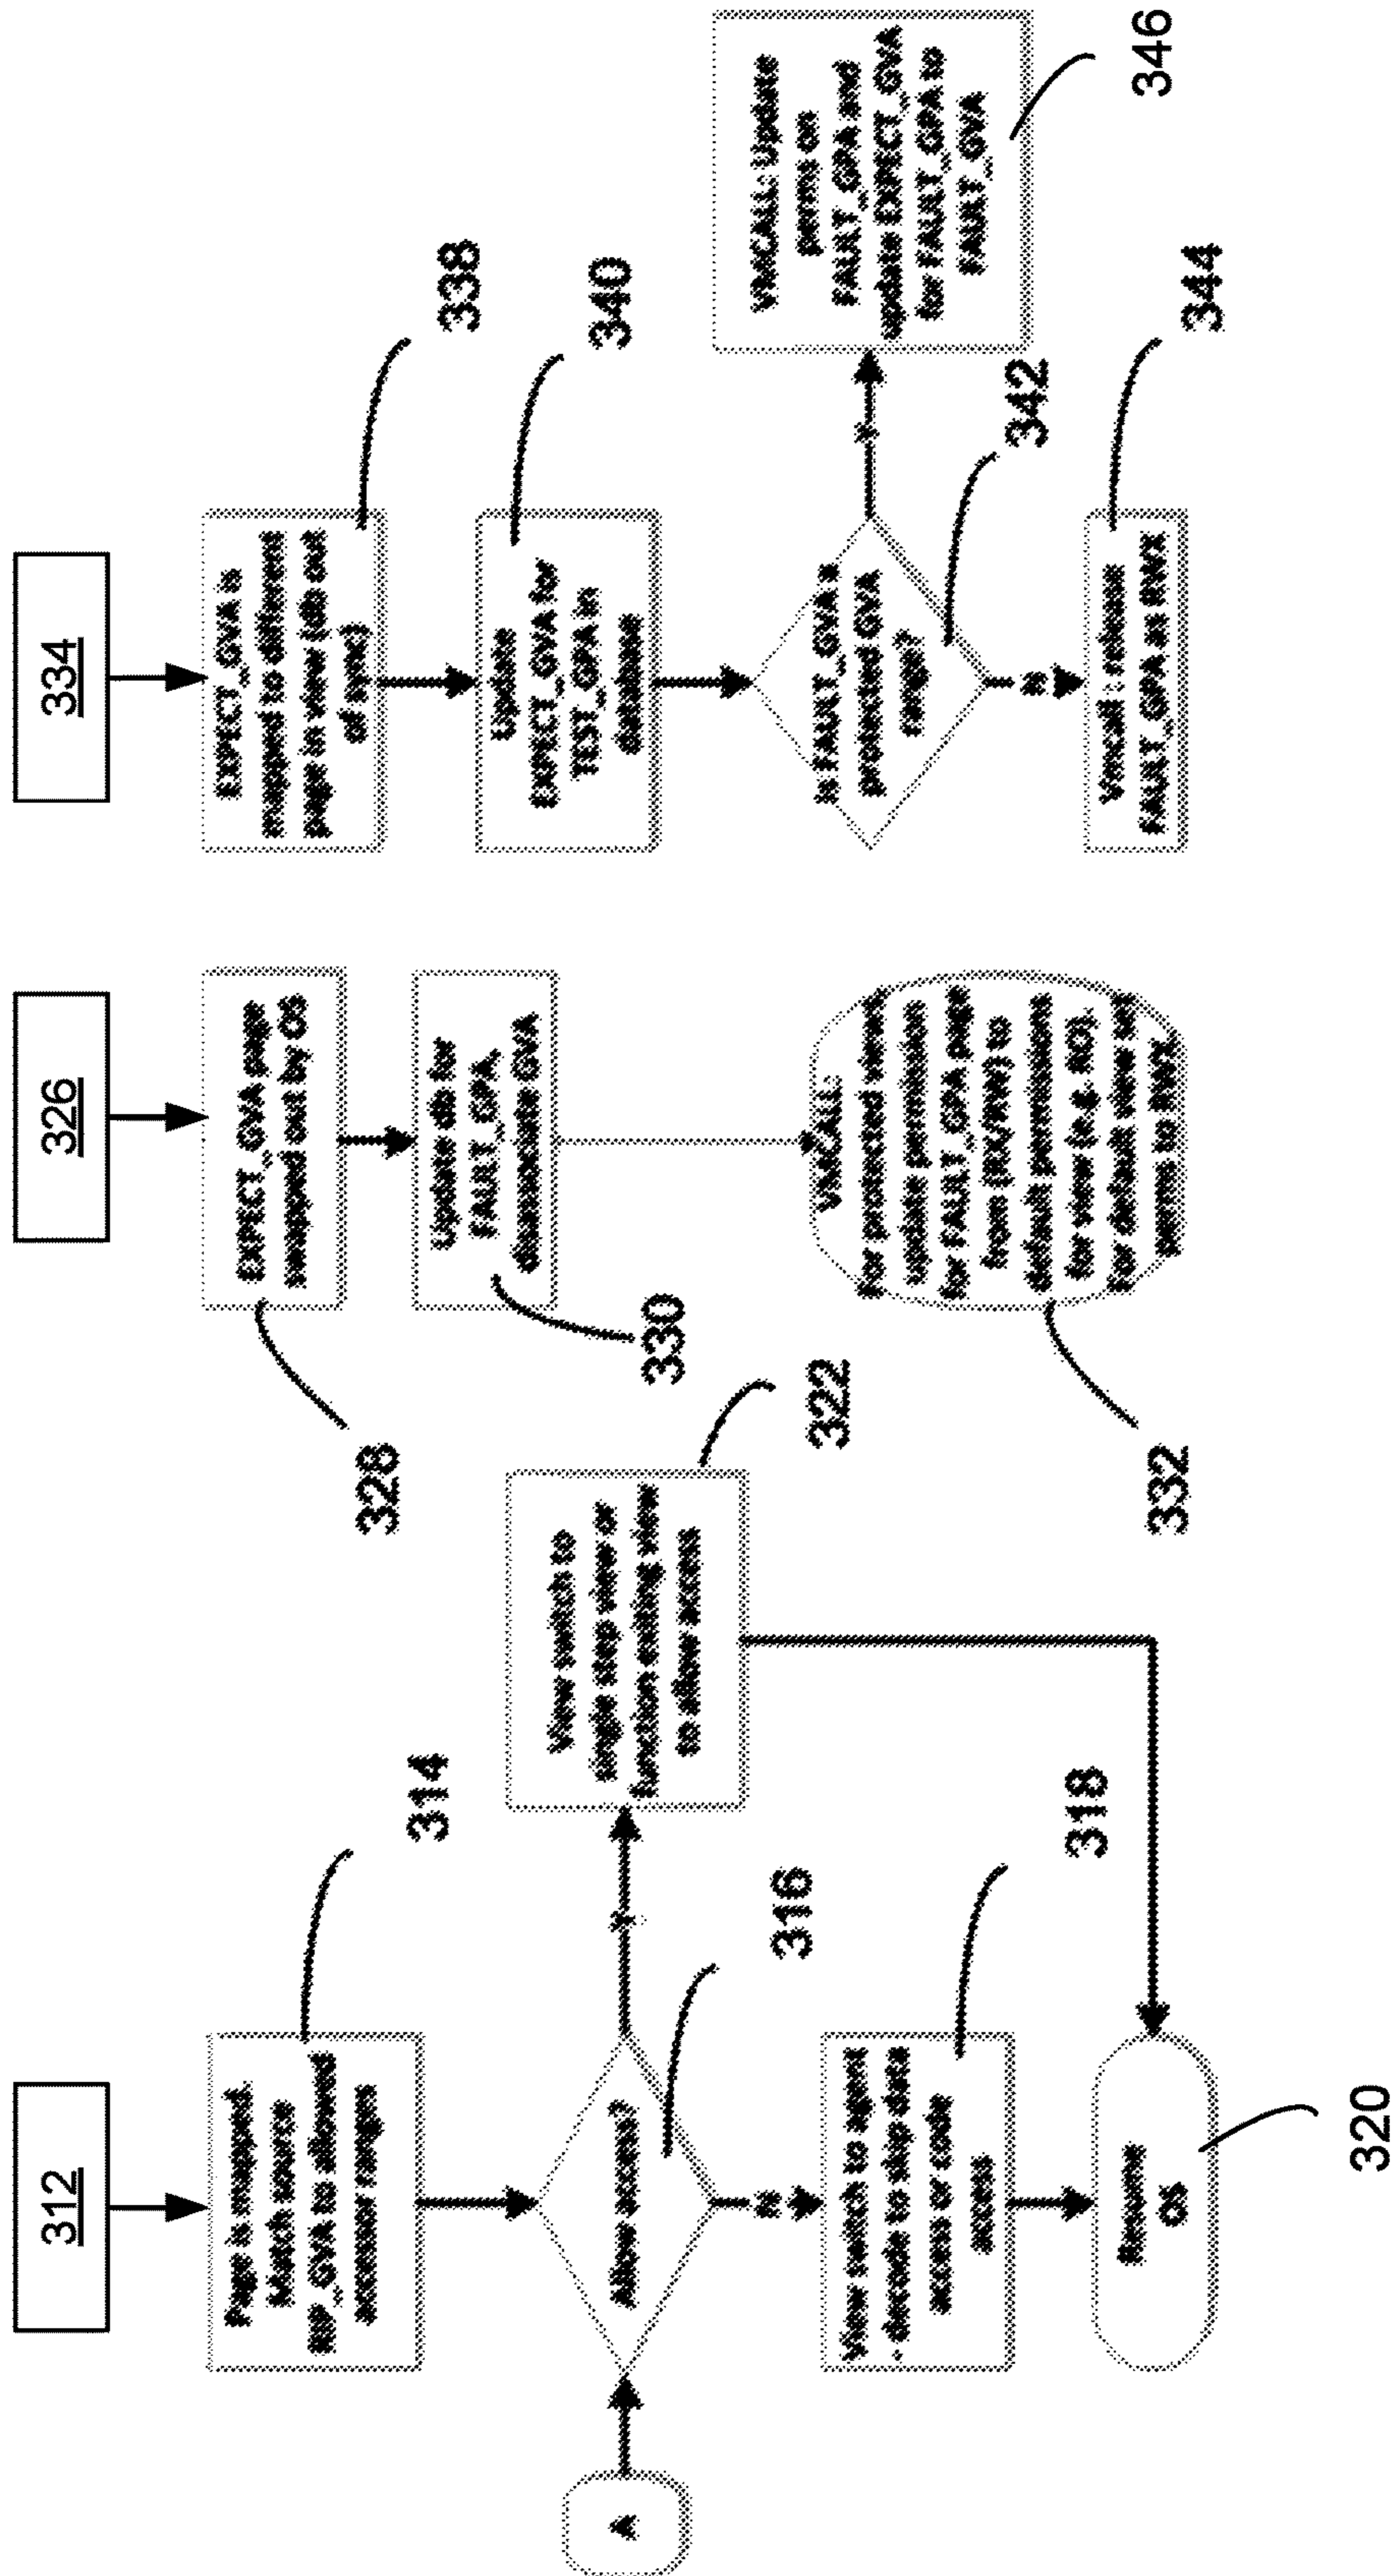 312
Page is mapped.
Match source
RIP_GVA to allowed
accessor ranges
314
A
Allow access?
316
Y
N
View switch to
single step view or
function exiting view
to allow access
322
View switch to agent
- decode to skip data
access or code
access
318
Resume
OS
320
326
EXPECT_GVA page
swapped out by OS
328
Update db for
FAULT_GPA,
disassociate GVA
330
VMCALL:
For protected views,
update permission
for FAULT_GPA page
from (RX/RW) to
default permissions
for view (e.g. RO).
For default view set
perms to RWX.
332
334
EXPECT_GVA is
mapped to different
page in view (db out
of sync)
338
Update
EXPECT_GVA for
TEST_GPA in
database
340
Is FAULT_GVA a
protected GVA
range?
342
Y
N
VMCALL: Update
perms on
FAULT_GPA and
update EXPECT_GVA
for FAULT_GPA to
FAULT_GVA
346
Vmcall : release
FAULT_GPA as RWX
344